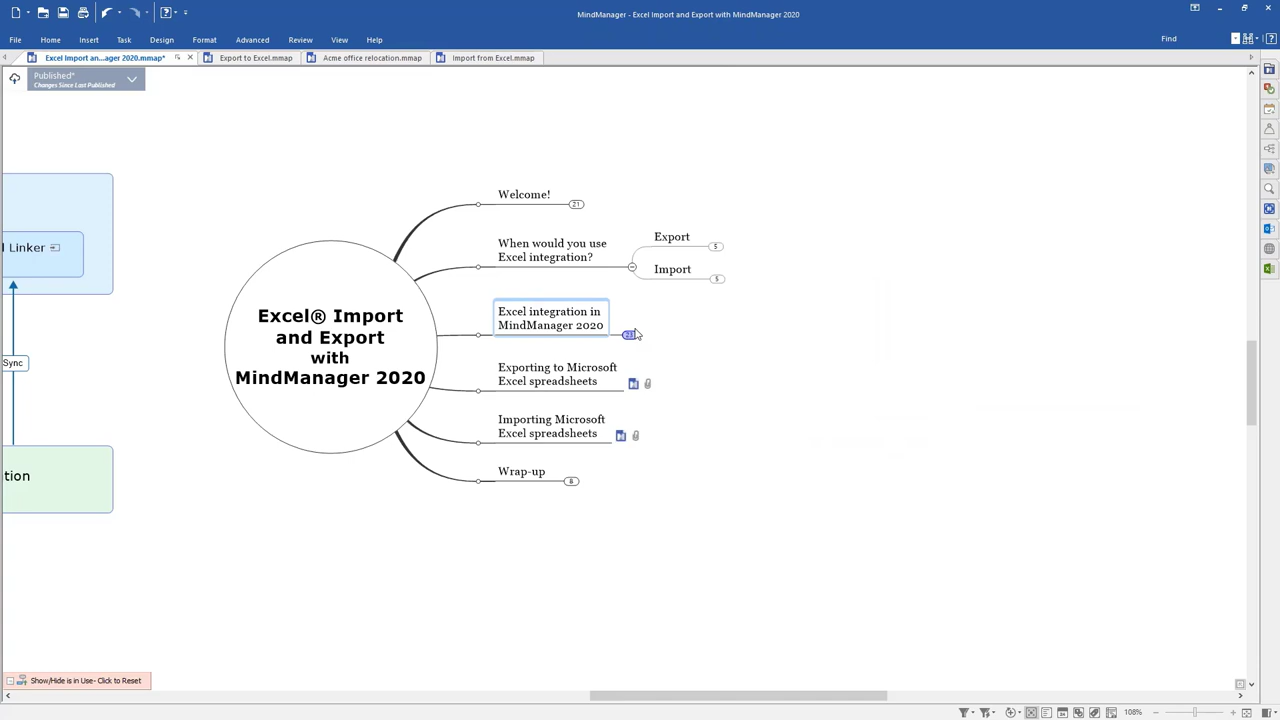 MindManager - Excel Import and Export with MindManager 2020
File Home Insert Task Design Format Advanced Review View Help
Find
Excel Import an...ager 2020.mmap*
Export to Excel.mmap
Acme office relocation.mmap
Import from Excel.mmap
Published*
Changes Since Last Published
Linker
Sync
tion
Excel® Import
and Export
with
MindManager 2020
Welcome!
21
When would you use
Excel integration?
Export
5
Import
5
Excel integration in
MindManager 2020
Exporting to Microsoft
Excel spreadsheets
Importing Microsoft
Excel spreadsheets
Wrap-up
8
Show/Hide is in Use- Click to Reset
108%